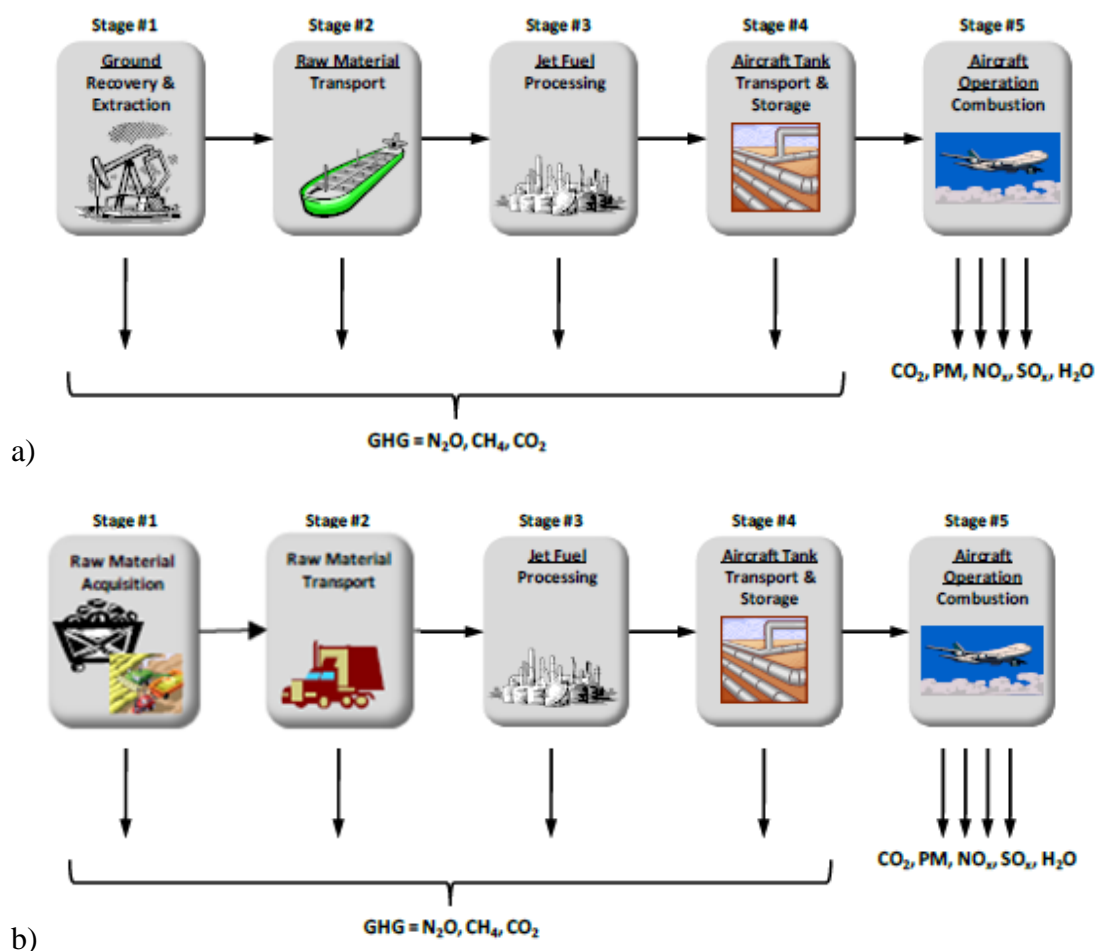 Stage #1 Stage #2 Stage #3 Stage #4 Stage #5
Ground
Recovery &
Extraction
Raw Material
Transport
Jet Fuel
Processing
Aircraft Tank
Transport &
Storage
Aircraft
Operation
Combustion
CO₂, PM, NOₓ, SOₓ, H₂O
GHG = N₂O, CH₄, CO₂
a)
Stage #1 Stage #2 Stage #3 Stage #4 Stage #5
Raw Material
Acquisition
Raw Material
Transport
Jet Fuel
Processing
Aircraft Tank
Transport &
Storage
Aircraft
Operation
Combustion
CO₂, PM, NOₓ, SOₓ, H₂O
GHG = N₂O, CH₄, CO₂
b)